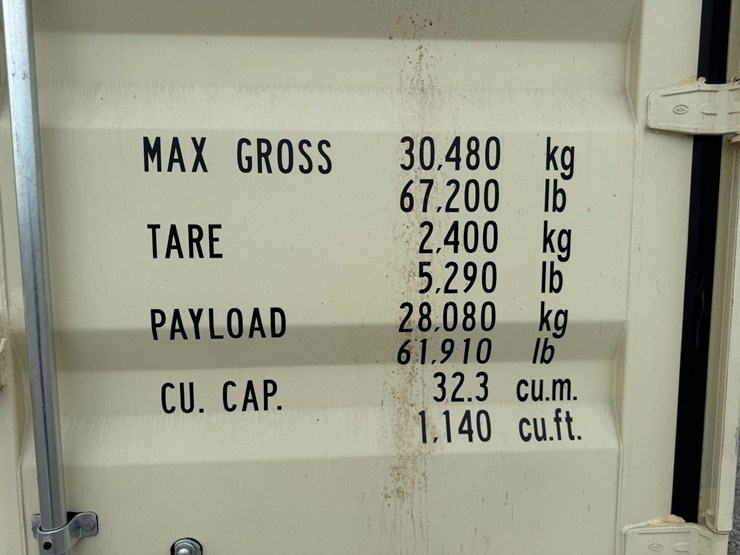 MAX GROSS 30,480 kg
67,200 lb
TARE 2,400 kg
5,290 lb
PAYLOAD 28,080 kg
61,910 lb
CU. CAP. 32.3 cu.m.
1,140 cu.ft.